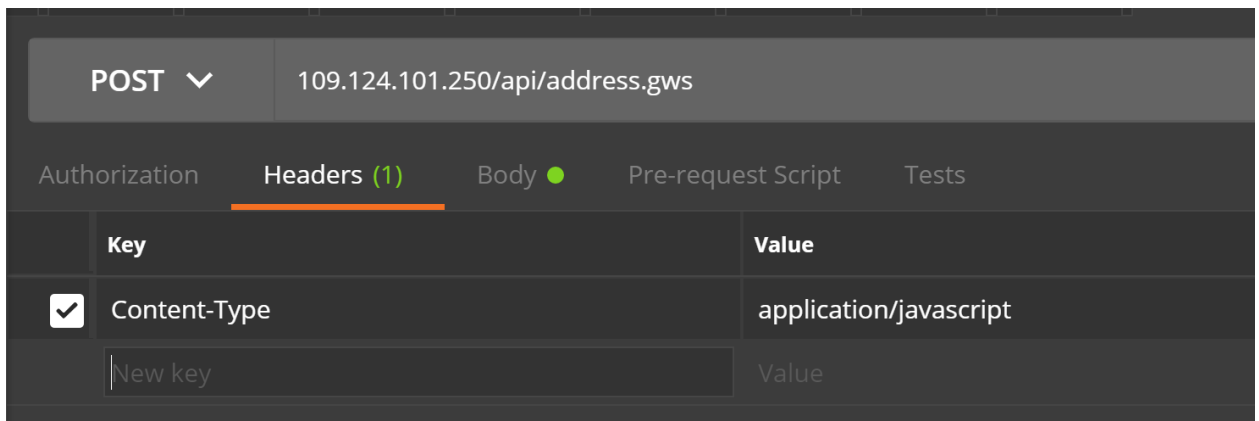 POST 109.124.101.250/api/address.gws
Authorization Headers (1) Body Pre-request Script Tests
Key Value
Content-Type application/javascript
New key Value